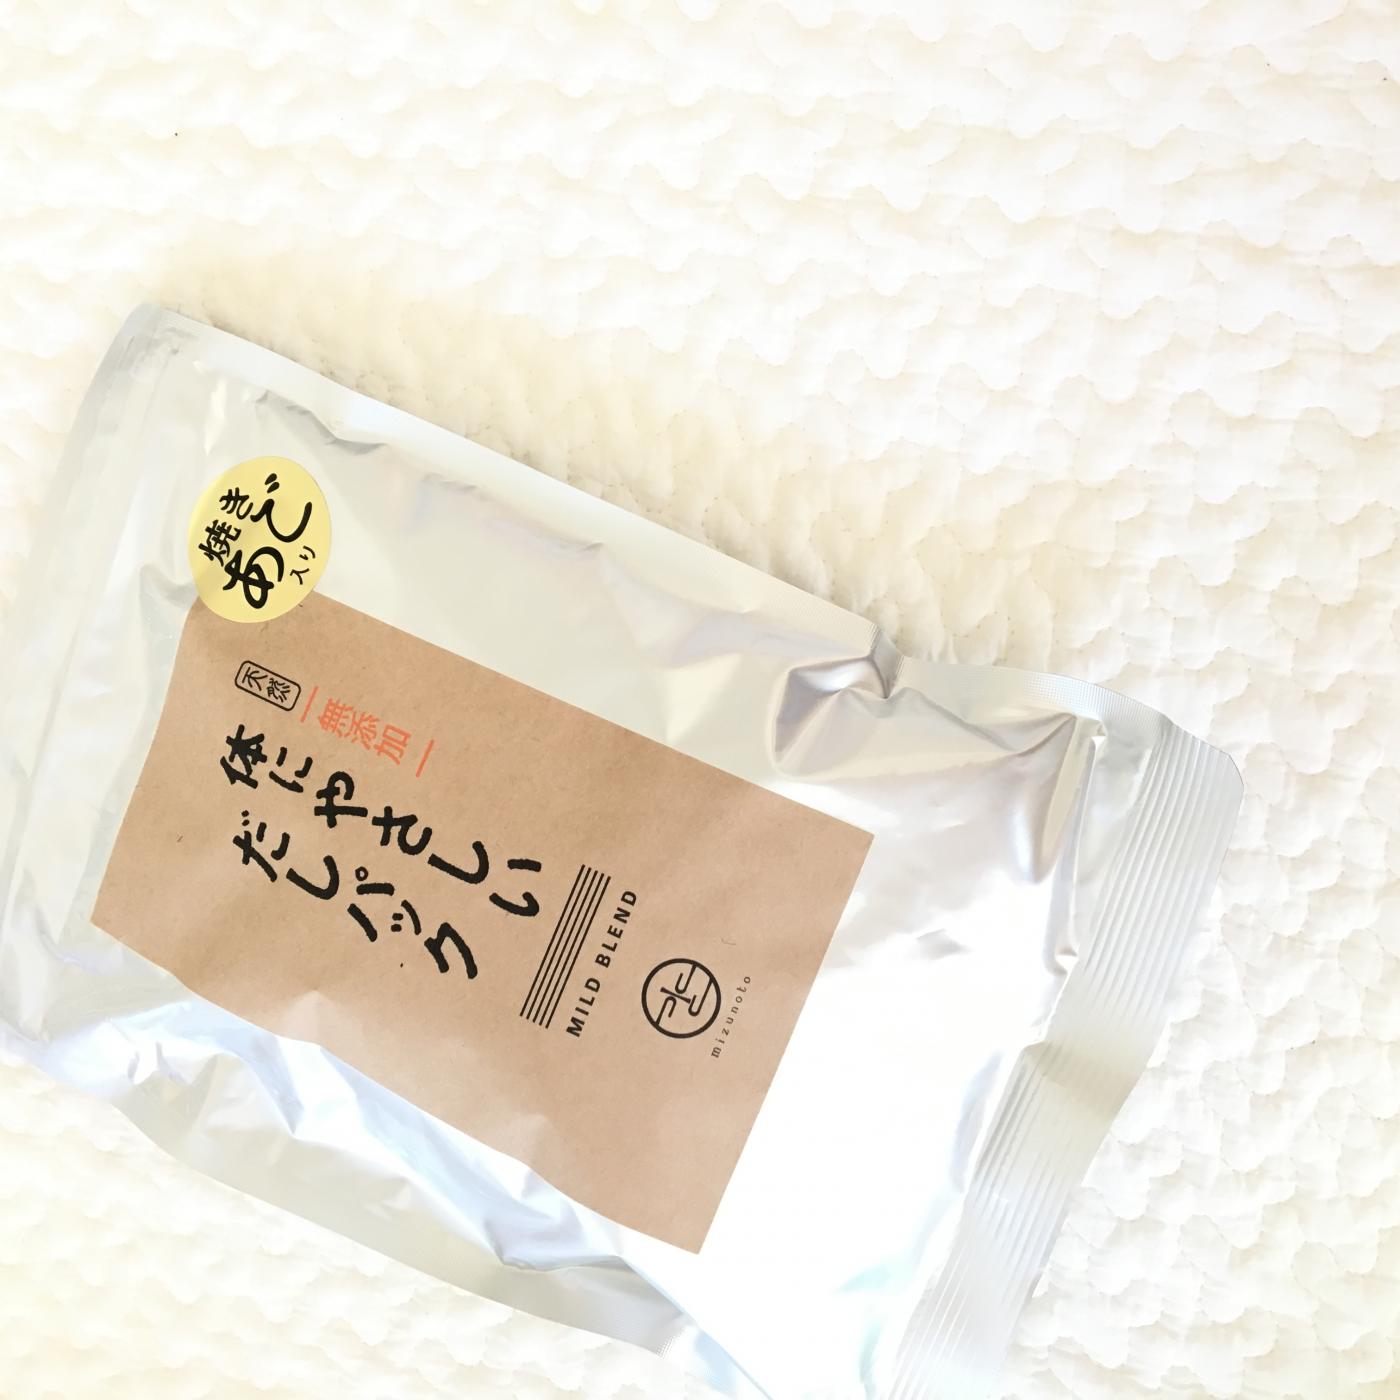 焼き
あご
入り
天然
無添加
体にやさしい
だしパック
MILD BLEND
mizunoto